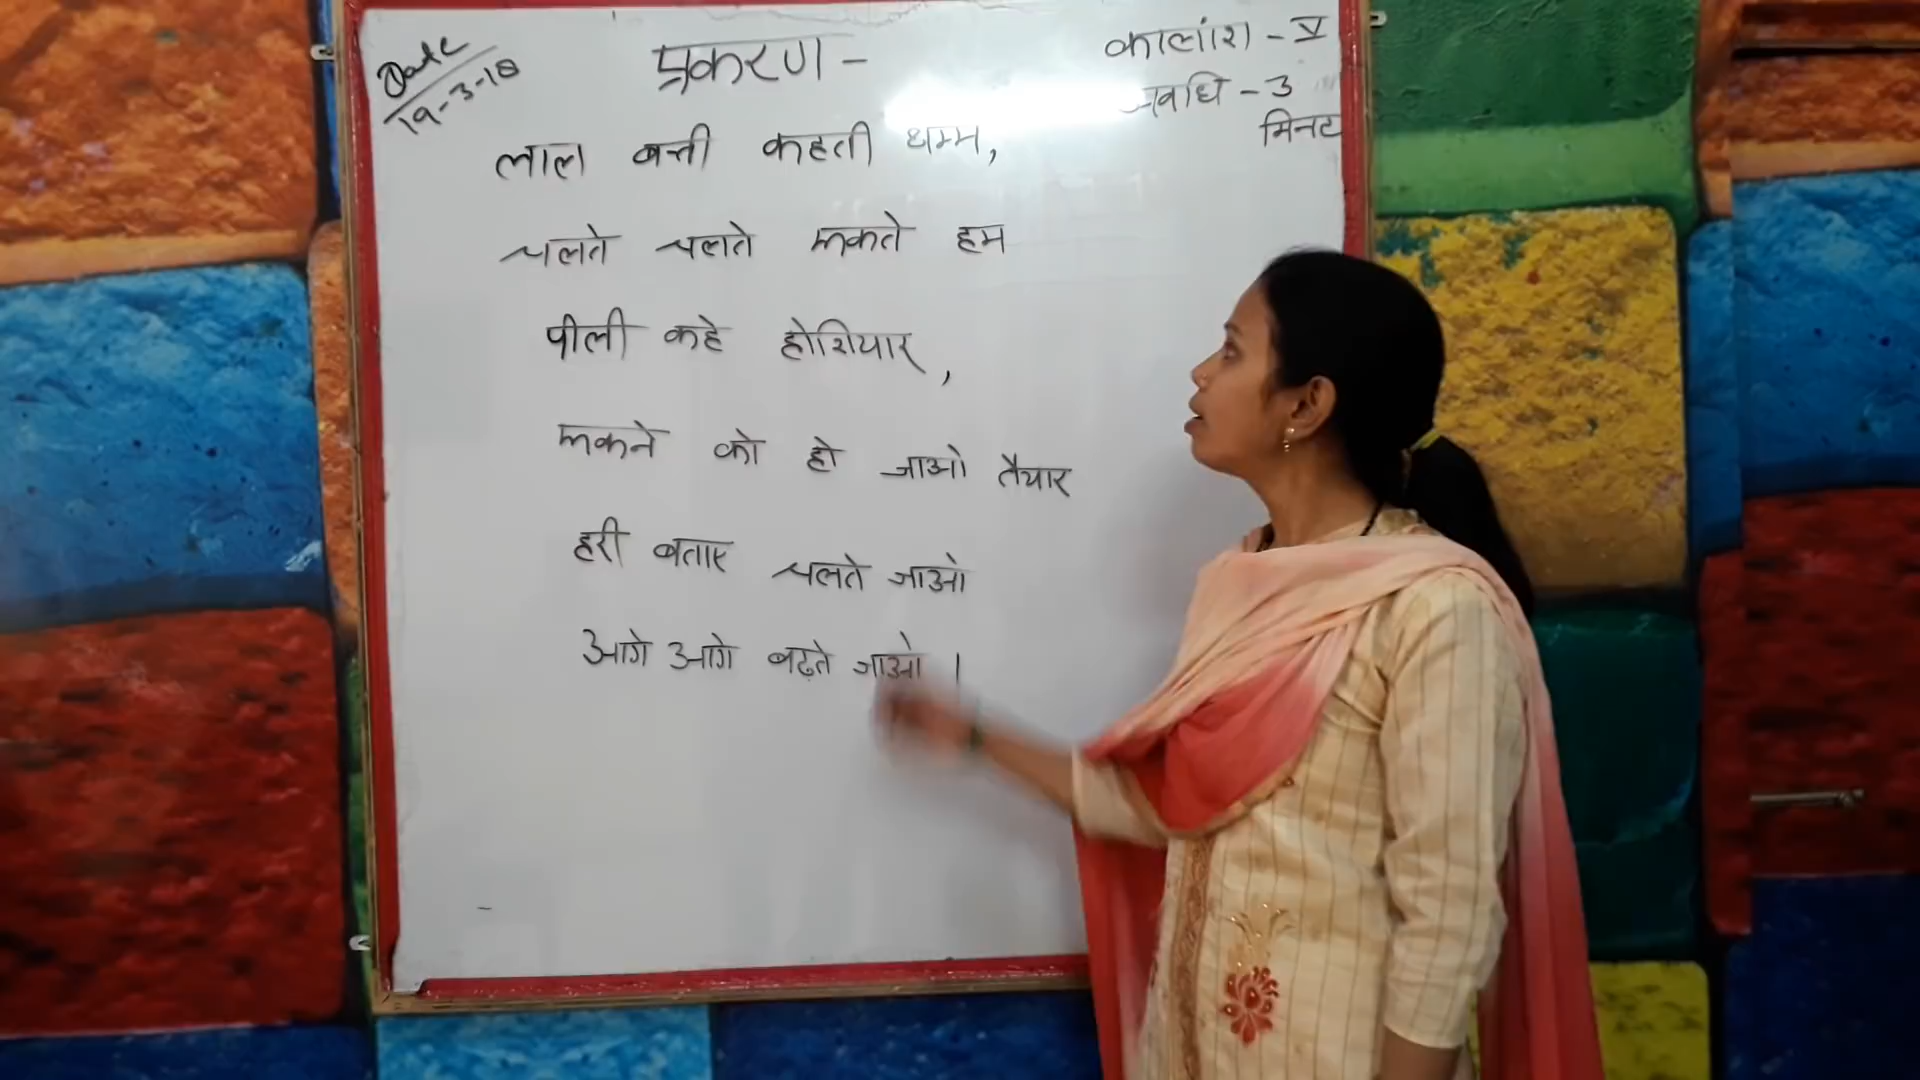 Date
19-3-18
प्रकरण -
कालांश - V
अवधि - 3
मिनट
लाल बत्ती कहती थम्म,
चलते चलते रूकते हम
पीली कहे होशियार,
रूकने को हो जाओ तैयार
हरी बताए चलते जाओ
आगे आगे बढ़ते जाओ ।